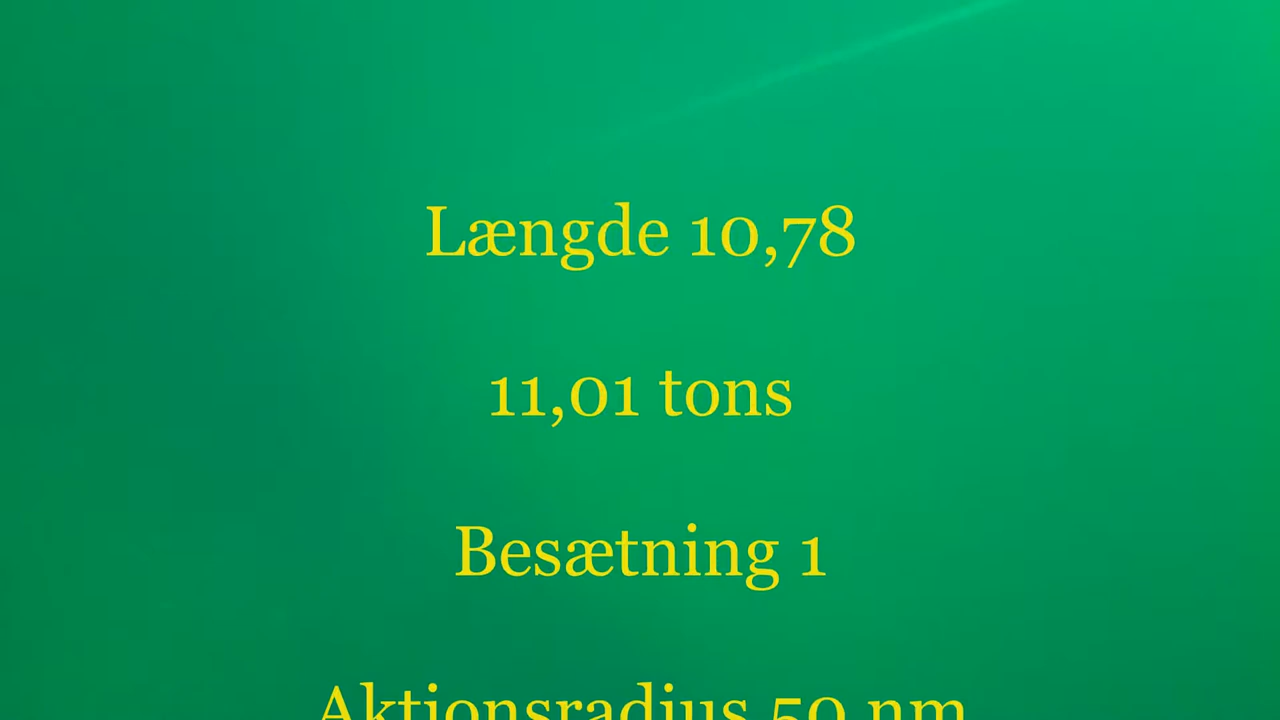 Længde 10,78
11,01 tons
Besætning 1
Aktionsradius 50 nm